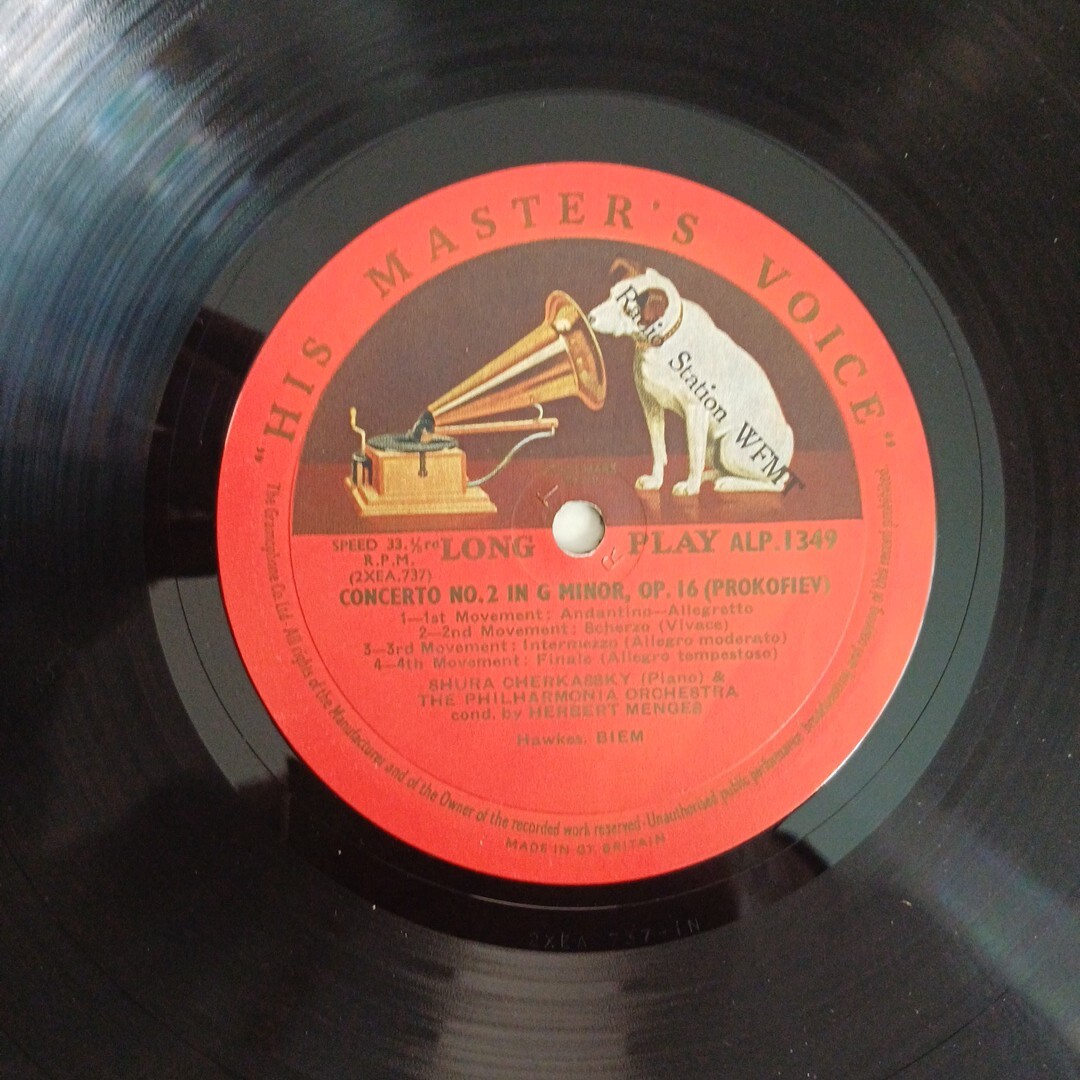 "HIS MASTER'S VOICE"
Radio Station WFMT
SPEED 33.⅓rd
R.P.M.
(2XEA.737)
LONG PLAY ALP.1349
CONCERTO NO.2 IN G MINOR, OP.16 (PROKOFIEV)
1—1st Movement: Andantino—Allegretto
2—2nd Movement: Scherzo (Vivace)
3—3rd Movement: Intermezzo (Allegro moderato)
4—4th Movement: Finale (Allegro tempestoso)
SHURA CHERKASSKY (Piano) &
THE PHILHARMONIA ORCHESTRA
cond. by HERBERT MENGES
Hawkes. BIEM
The Gramophone Co. Ltd. All rights of the Manufacturer and of the Owner of the recorded work reserved·Unauthorised public performance broadcasting and copying of this record prohibited.
MADE IN GT. BRITAIN
2XEA 737-1N